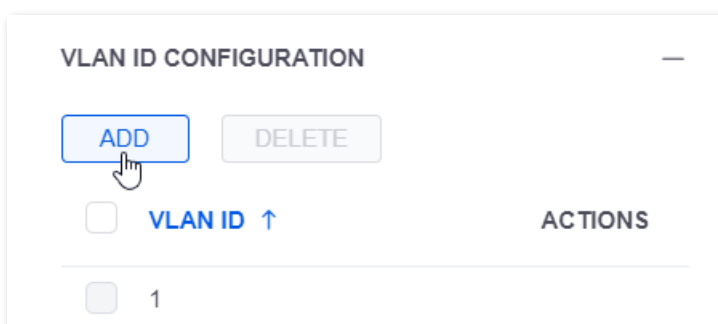 VLAN ID CONFIGURATION
ADD DELETE
VLAN ID ↑ ACTIONS
1